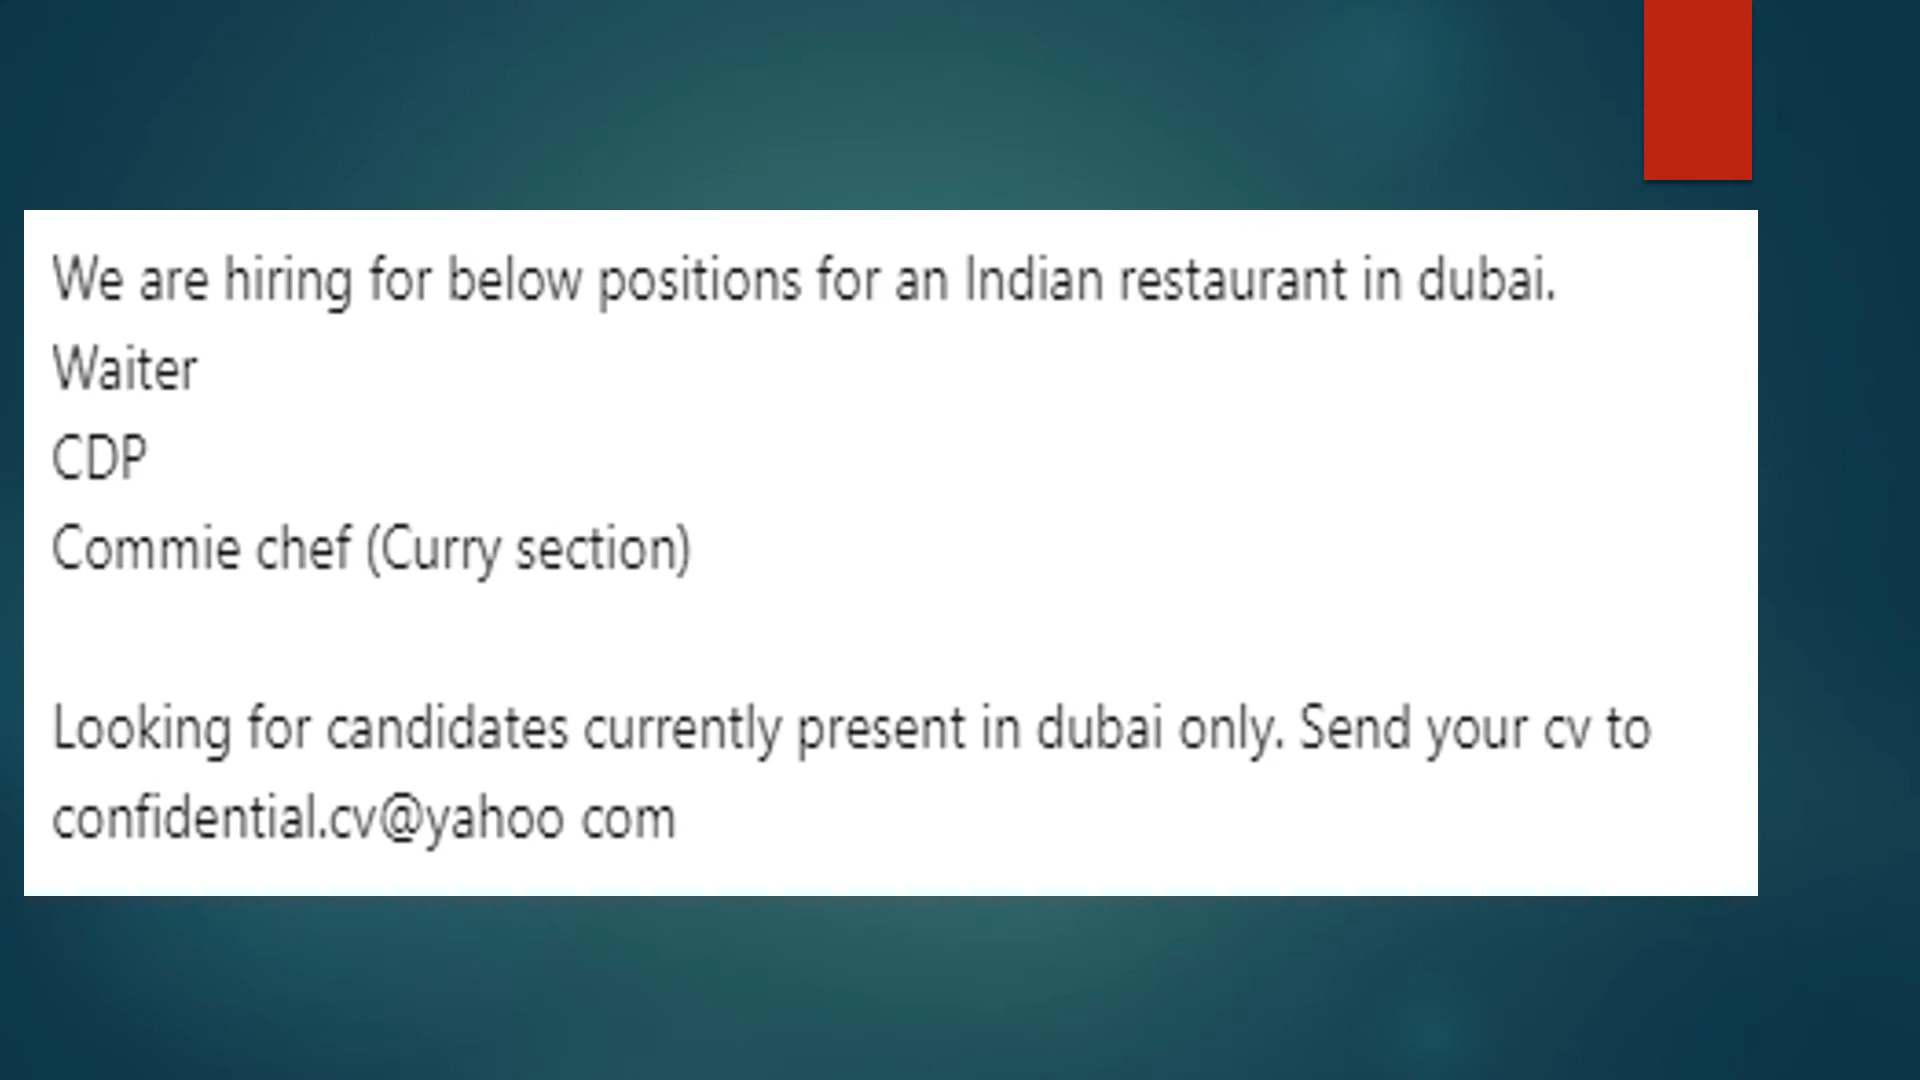 We are hiring for below positions for an Indian restaurant in dubai.
Waiter
CDP
Commie chef (Curry section)
Looking for candidates currently present in dubai only. Send your cv to
confidential.cv@yahoo com